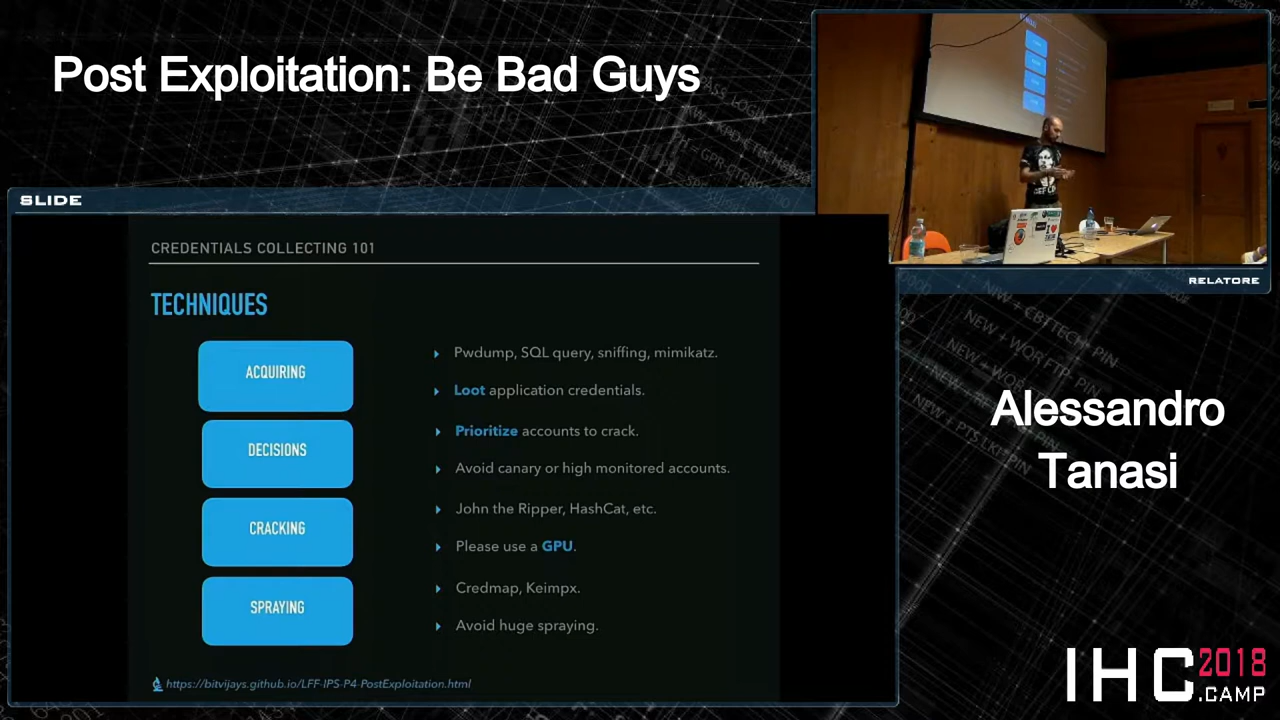 Post Exploitation: Be Bad Guys
SLIDE
CREDENTIALS COLLECTING 101
TECHNIQUES
ACQUIRING
Pwdump, SQL query, sniffing, mimikatz.
Loot application credentials.
DECISIONS
Prioritize accounts to crack.
Avoid canary or high monitored accounts.
CRACKING
John the Ripper, HashCat, etc.
Please use a GPU.
SPRAYING
Credmap, Keimpx.
Avoid huge spraying.
https://bitvijays.github.io/LFF-IPS-P4-PostExploitation.html
RELATORE
Alessandro
Tanasi
IHC 2018
.CAMP